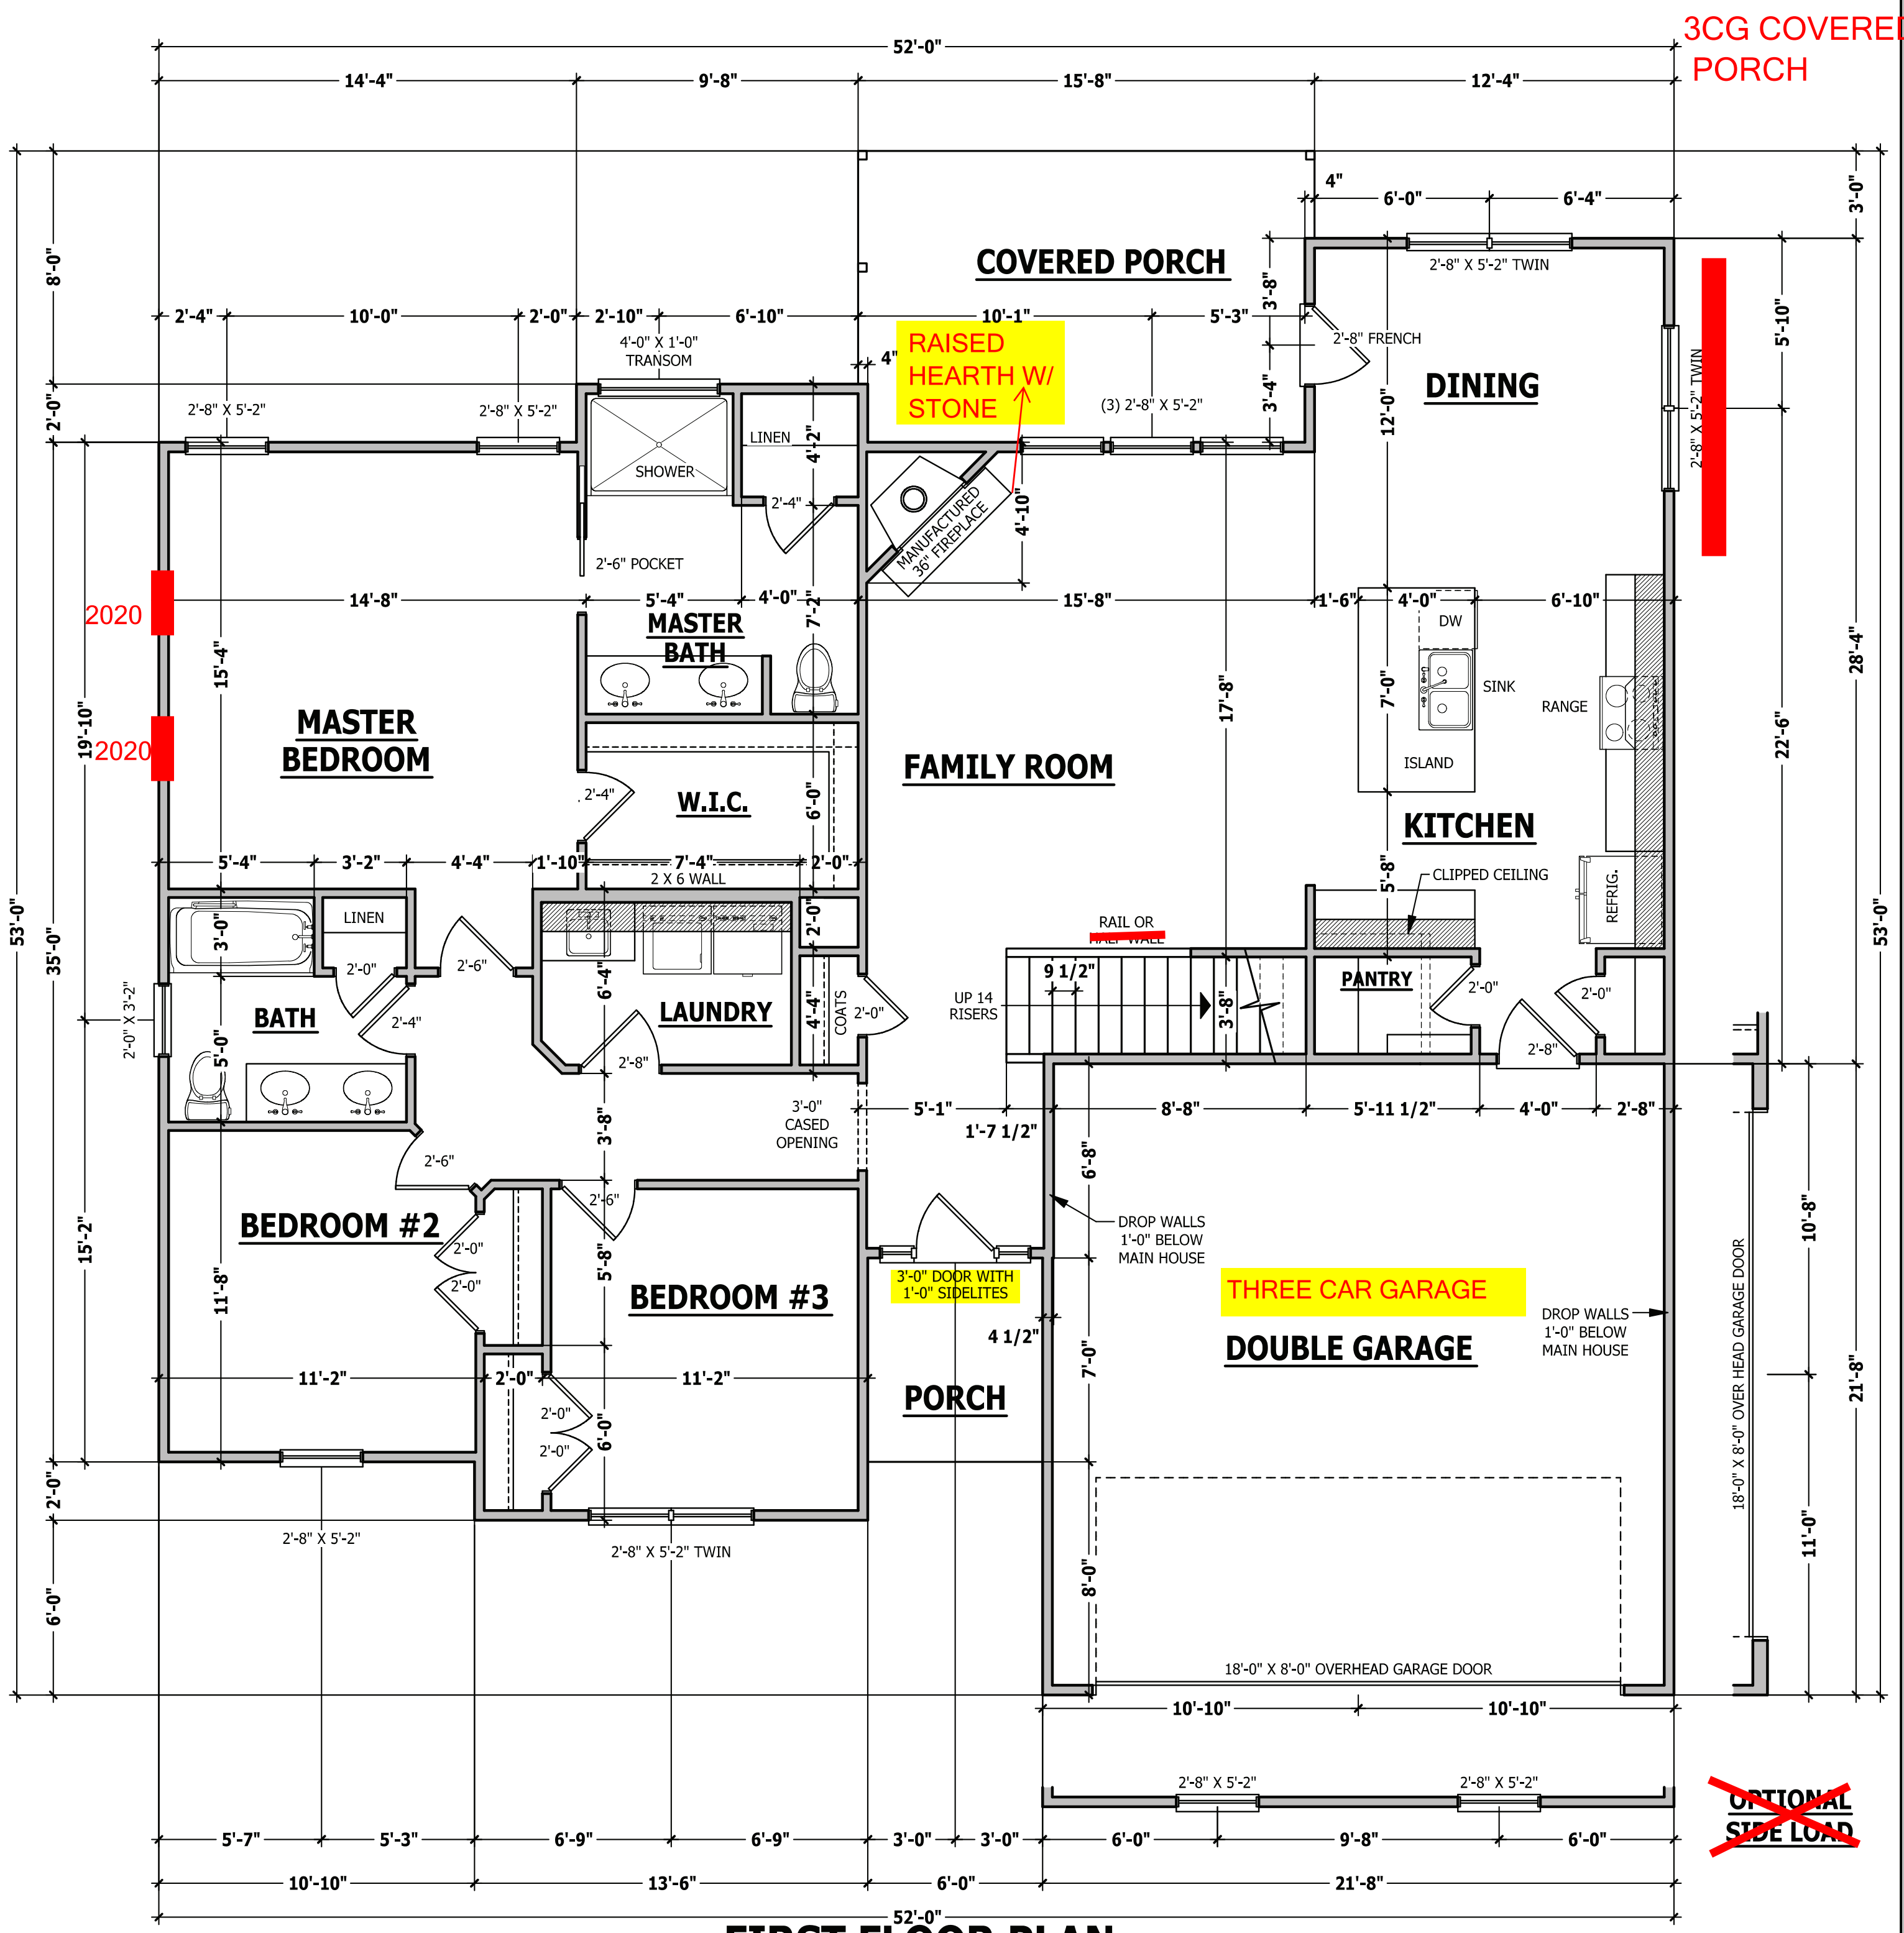 3CG COVERED
PORCH
52'-0"
14'-4"
9'-8"
15'-8"
12'-4"
4"
6'-0"
6'-4"
3'-0"
2'-8" X 5'-2" TWIN
COVERED PORCH
8'-0"
3'-8"
5'-10"
2'-4"
10'-0"
2'-0"
2'-10"
6'-10"
10'-1"
5'-3"
4'-0" X 1'-0"
TRANSOM
4"
RAISED
HEARTH W/
STONE
2'-8" FRENCH
2'-8" X 5'-2" TWIN
DINING
3'-4"
12'-0"
2'-0"
2'-8" X 5'-2"
2'-8" X 5'-2"
(3) 2'-8" X 5'-2"
LINEN
4'-2"
SHOWER
2'-4"
MANUFACTURED
36" FIREPLACE
4'-10"
2'-6" POCKET
2020
14'-8"
5'-4"
4'-0"
7'-2"
15'-8"
1'-6"
4'-0"
6'-10"
MASTER
BATH
DW
15'-4"
28'-4"
17'-8"
7'-0"
SINK
RANGE
19'-10"
2020
MASTER
BEDROOM
22'-6"
FAMILY ROOM
ISLAND
2'-4"
W.I.C.
6'-0"
KITCHEN
5'-4"
3'-2"
4'-4"
1'-10"
7'-4"
2'-0"
2 X 6 WALL
5'-8"
CLIPPED CEILING
REFRIG.
53'-0"
35'-0"
53'-0"
LINEN
3'-0"
2'-0"
RAIL OR
HALF WALL
2'-0"
2'-6"
6'-4"
9 1/2"
PANTRY
2'-0"
2'-0"
UP 14
RISERS
3'-8"
2'-0" X 3'-2"
BATH
2'-4"
LAUNDRY
4'-4"
COATS
2'-0"
5'-0"
2'-8"
2'-8"
3'-0"
CASED
OPENING
5'-1"
8'-8"
5'-11 1/2"
4'-0"
2'-8"
1'-7 1/2"
3'-8"
2'-6"
6'-8"
2'-6"
BEDROOM #2
15'-2"
2'-0"
2'-0"
5'-8"
DROP WALLS
1'-0" BELOW
MAIN HOUSE
10'-8"
11'-8"
BEDROOM #3
3'-0" DOOR WITH
1'-0" SIDELITES
THREE CAR GARAGE
DROP WALLS
1'-0" BELOW
MAIN HOUSE
4 1/2"
DOUBLE GARAGE
7'-0"
21'-8"
11'-2"
2'-0"
11'-2"
PORCH
2'-0"
2'-0"
6'-0"
18'-0" X 8'-0" OVER HEAD GARAGE DOOR
2'-0"
11'-0"
2'-8" X 5'-2"
2'-8" X 5'-2" TWIN
8'-0"
6'-0"
18'-0" X 8'-0" OVERHEAD GARAGE DOOR
10'-10"
10'-10"
2'-8" X 5'-2"
2'-8" X 5'-2"
OPTIONAL
SIDE LOAD
5'-7"
5'-3"
6'-9"
6'-9"
3'-0"
3'-0"
6'-0"
9'-8"
6'-0"
10'-10"
13'-6"
6'-0"
21'-8"
52'-0"
FIRST FLOOR PLAN